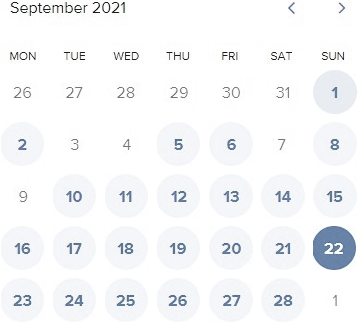 September 2021
MON TUE WED THU FRI SAT SUN
26 27 28 29 30 31 1
2 3 4 5 6 7 8
9 10 11 12 13 14 15
16 17 18 19 20 21 22
23 24 25 26 27 28 1